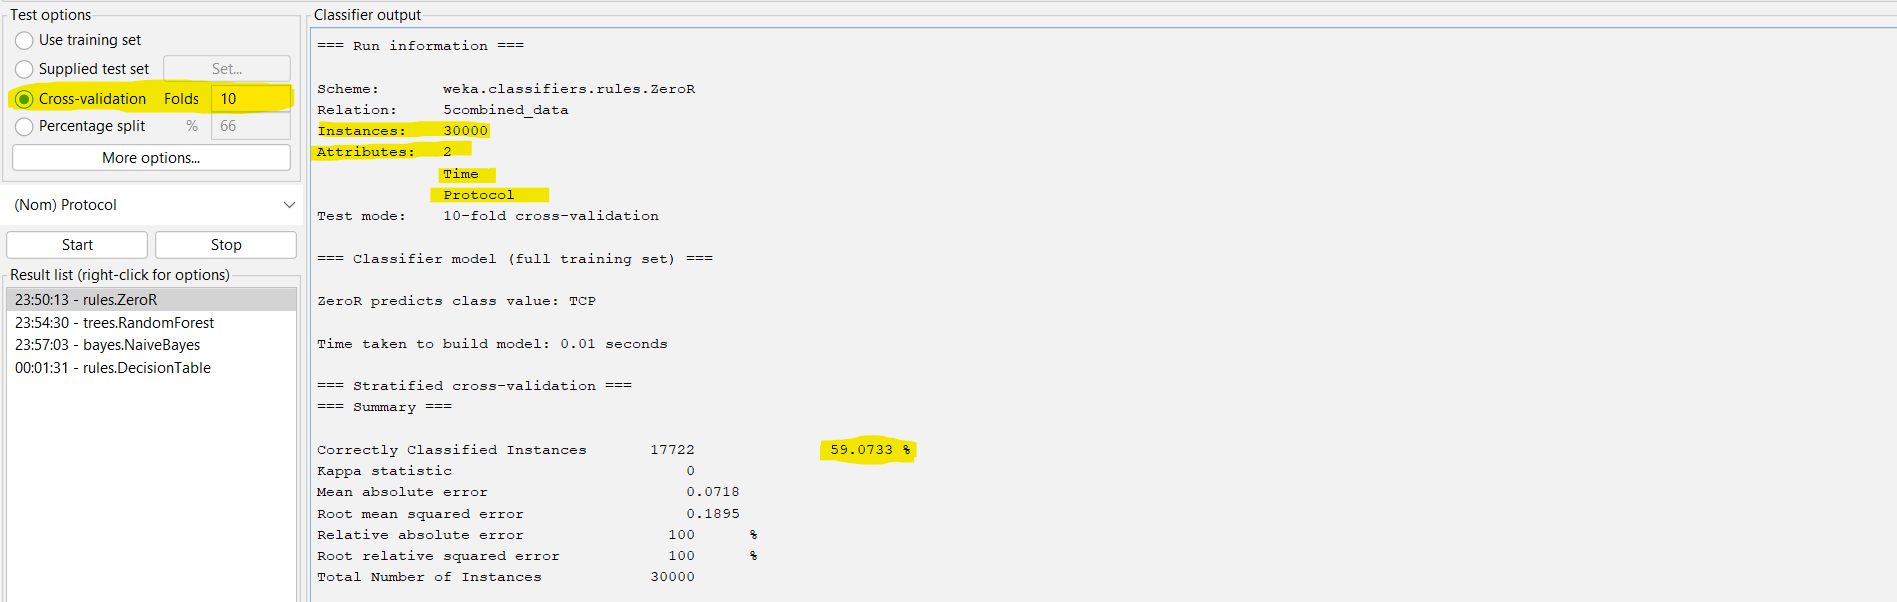 Test options
Use training set
Supplied test set Set...
Cross-validation Folds 10
Percentage split % 66
More options...
(Nom) Protocol
Start Stop
Result list (right-click for options)
23:50:13 - rules.ZeroR
23:54:30 - trees.RandomForest
23:57:03 - bayes.NaiveBayes
00:01:31 - rules.DecisionTable
Classifier output
=== Run information ===
Scheme: weka.classifiers.rules.ZeroR
Relation: 5combined_data
Instances: 30000
Attributes: 2
Time
Protocol
Test mode: 10-fold cross-validation
=== Classifier model (full training set) ===
ZeroR predicts class value: TCP
Time taken to build model: 0.01 seconds
=== Stratified cross-validation ===
=== Summary ===
Correctly Classified Instances 17722 59.0733 %
Kappa statistic 0
Mean absolute error 0.0718
Root mean squared error 0.1895
Relative absolute error 100 %
Root relative squared error 100 %
Total Number of Instances 30000